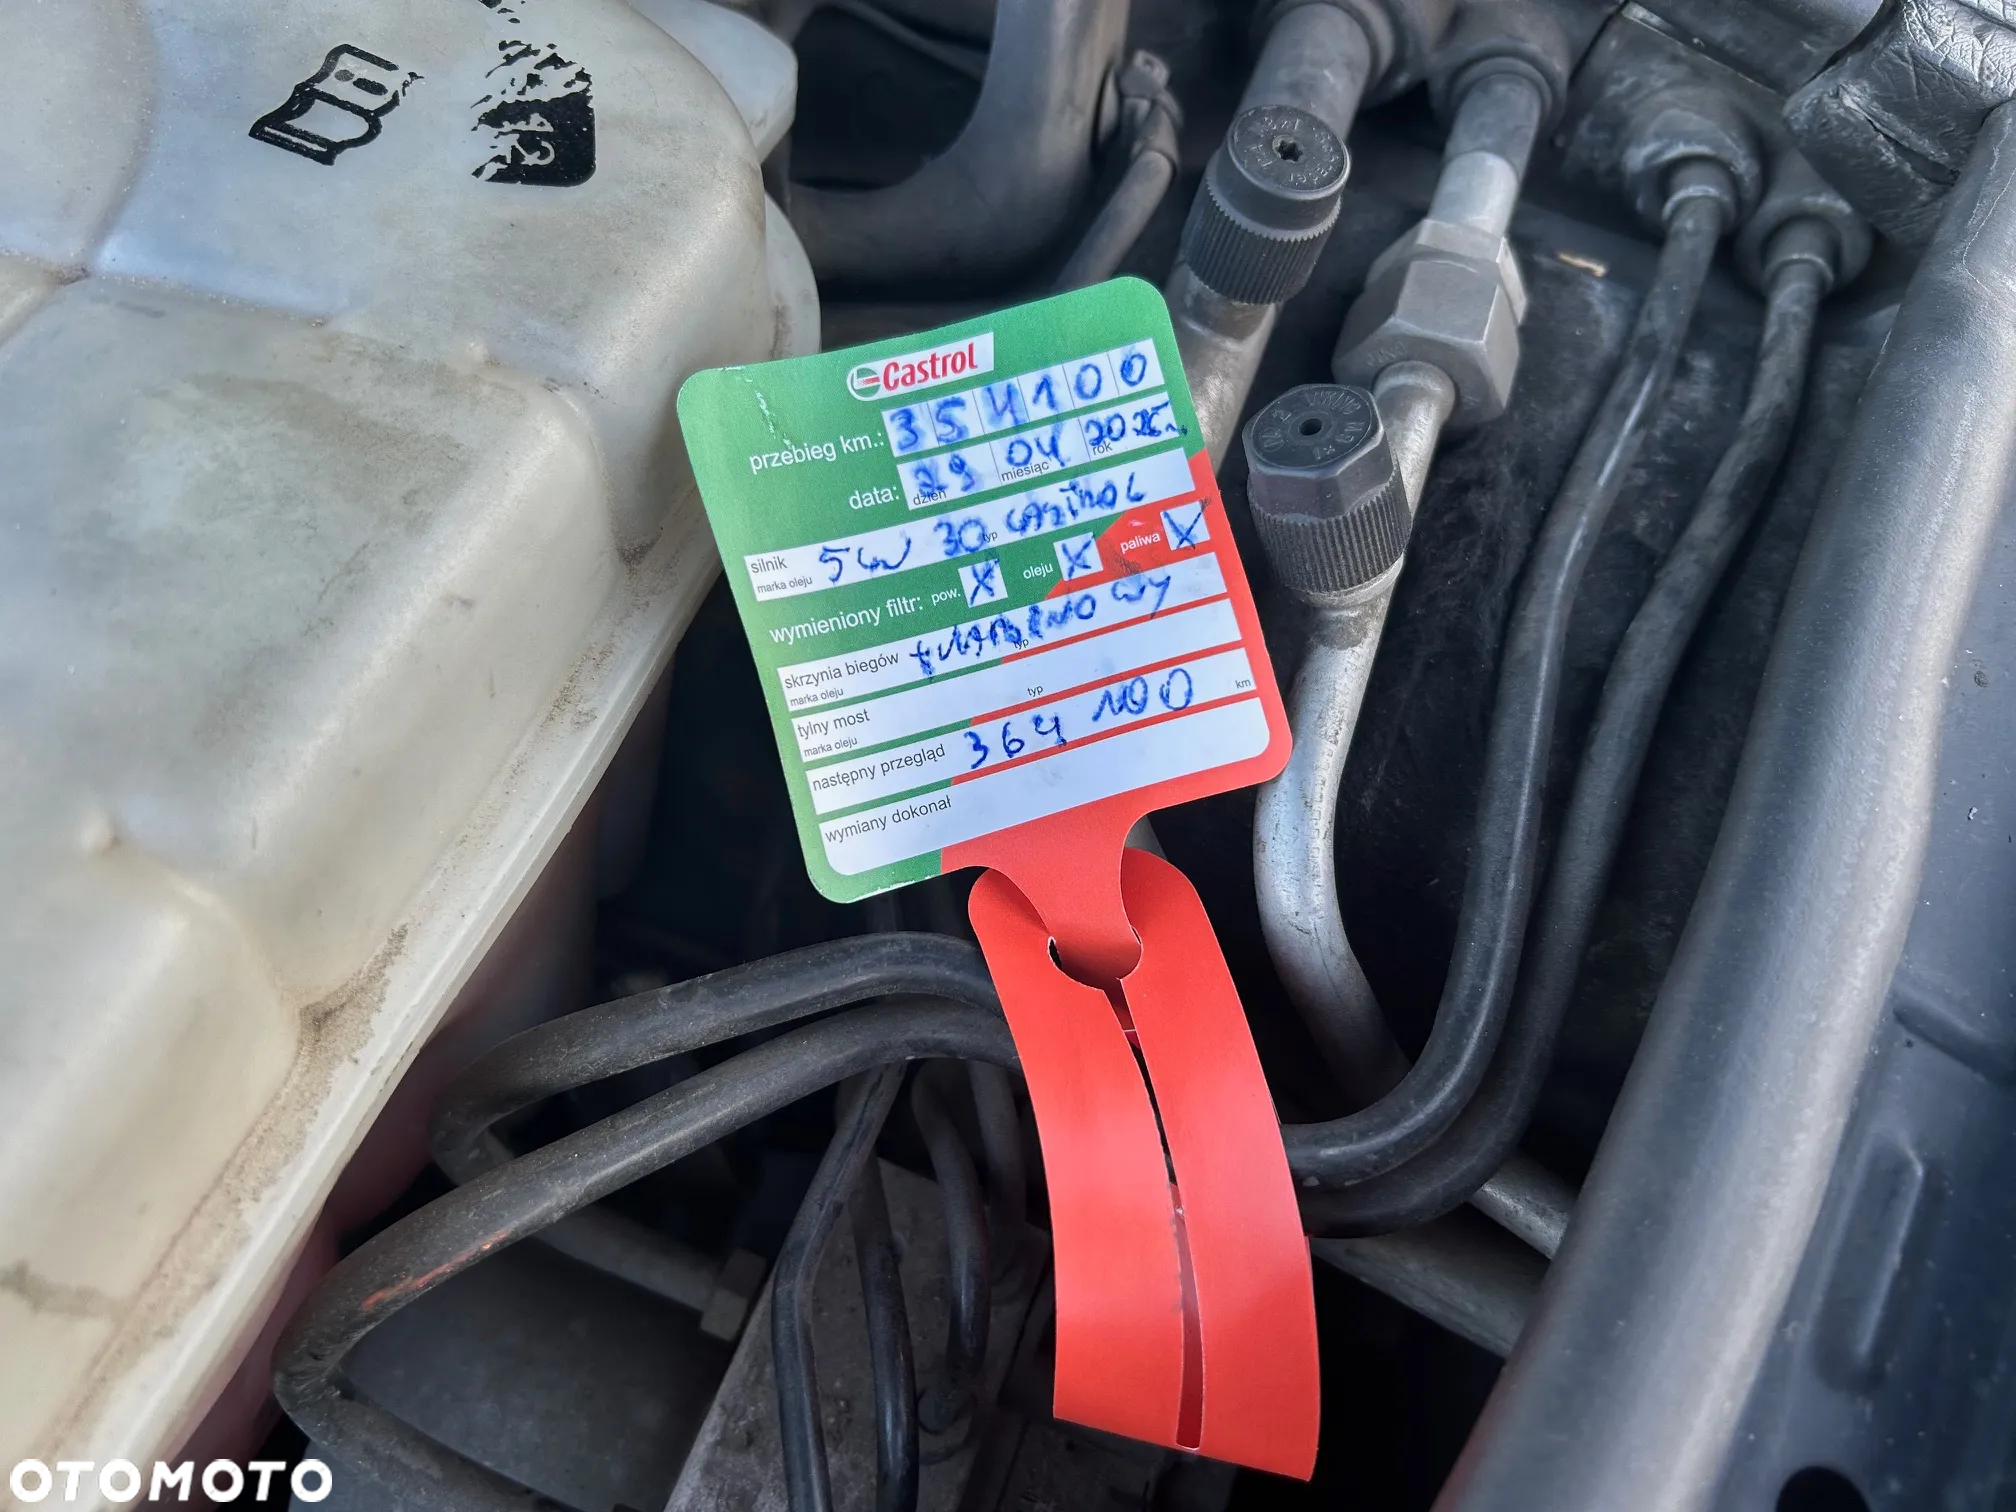 Castrol
przebieg km.: 354100
data: 29 04 2025r.
dzień miesiąc rok
silnik 5W 30 CASTROL
marka oleju typ
wymieniony filtr: pow. X oleju X paliwa X
skrzynia biegów
marka oleju typ
tylny most
marka oleju typ
następny przegląd 364 100 km
wymiany dokonał
OTOMOTO